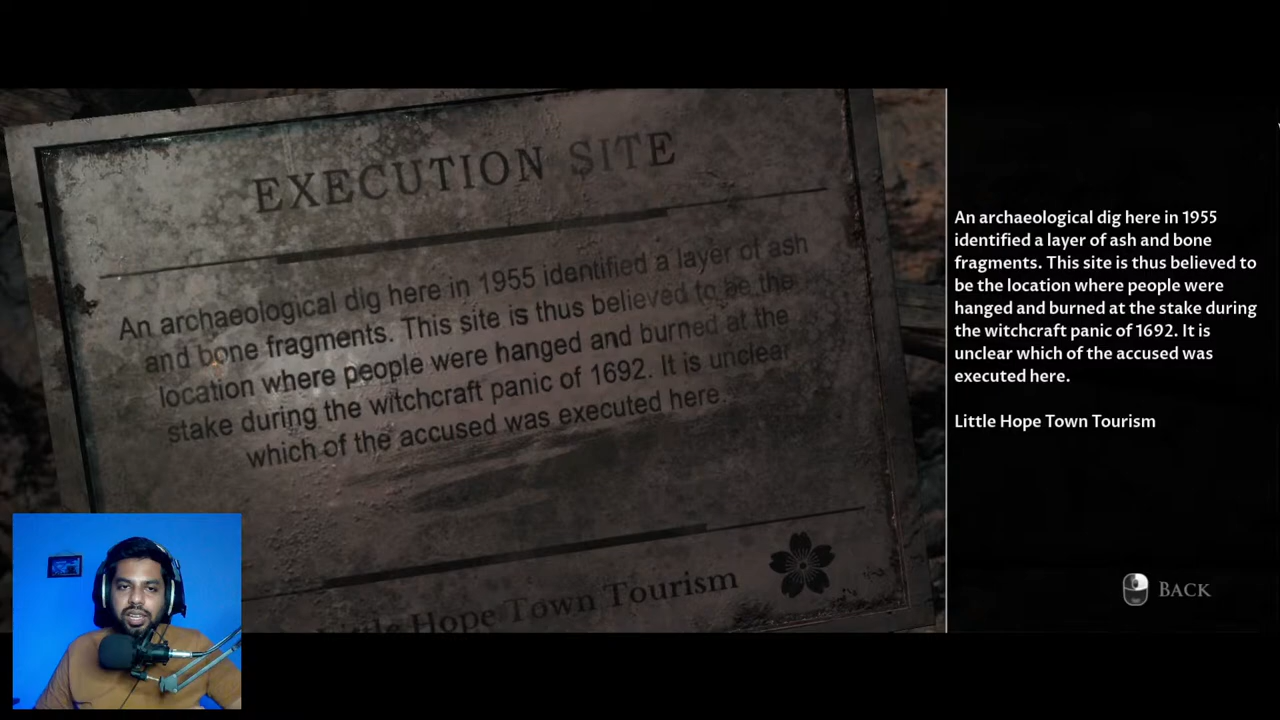 EXECUTION SITE
An archaeological dig here in 1955 identified a layer of ash
and bone fragments. This site is thus believed to be the
location where people were hanged and burned at the
stake during the witchcraft panic of 1692. It is unclear
which of the accused was executed here.
Little Hope Town Tourism
An archaeological dig here in 1955
identified a layer of ash and bone
fragments. This site is thus believed to
be the location where people were
hanged and burned at the stake during
the witchcraft panic of 1692. It is
unclear which of the accused was
executed here.
Little Hope Town Tourism
BACK